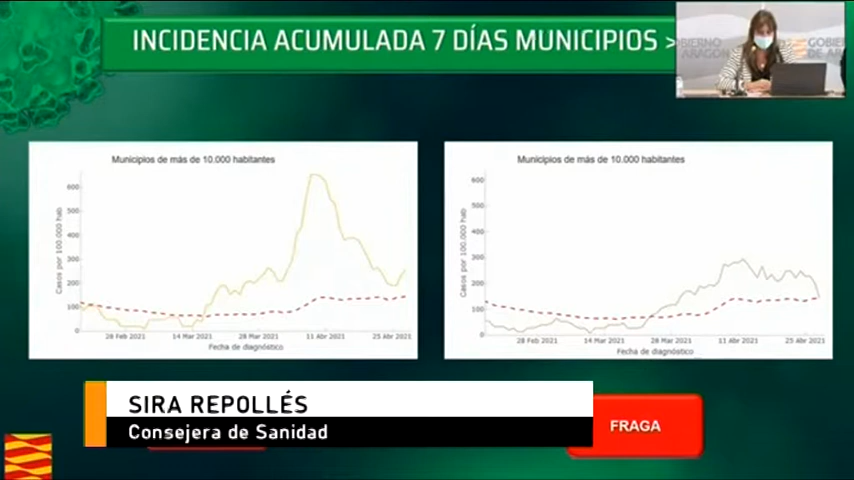 INCIDENCIA ACUMULADA 7 DÍAS MUNICIPIOS >
GOBIERNO
DE ARAGON
Municipios de más de 10.000 habitantes
600
500
400
300
200
100
0
Casos por 100.000 hab
28 Feb 2021
14 Mar 2021
28 Mar 2021
11 Abr 2021
25 Abr 2021
Fecha de diagnóstico
Municipios de más de 10.000 habitantes
600
500
400
300
200
100
0
Casos por 100.000 hab
28 Feb 2021
14 Mar 2021
28 Mar 2021
11 Abr 2021
25 Abr 2021
Fecha de diagnóstico
SIRA REPOLLÉS
Consejera de Sanidad
FRAGA